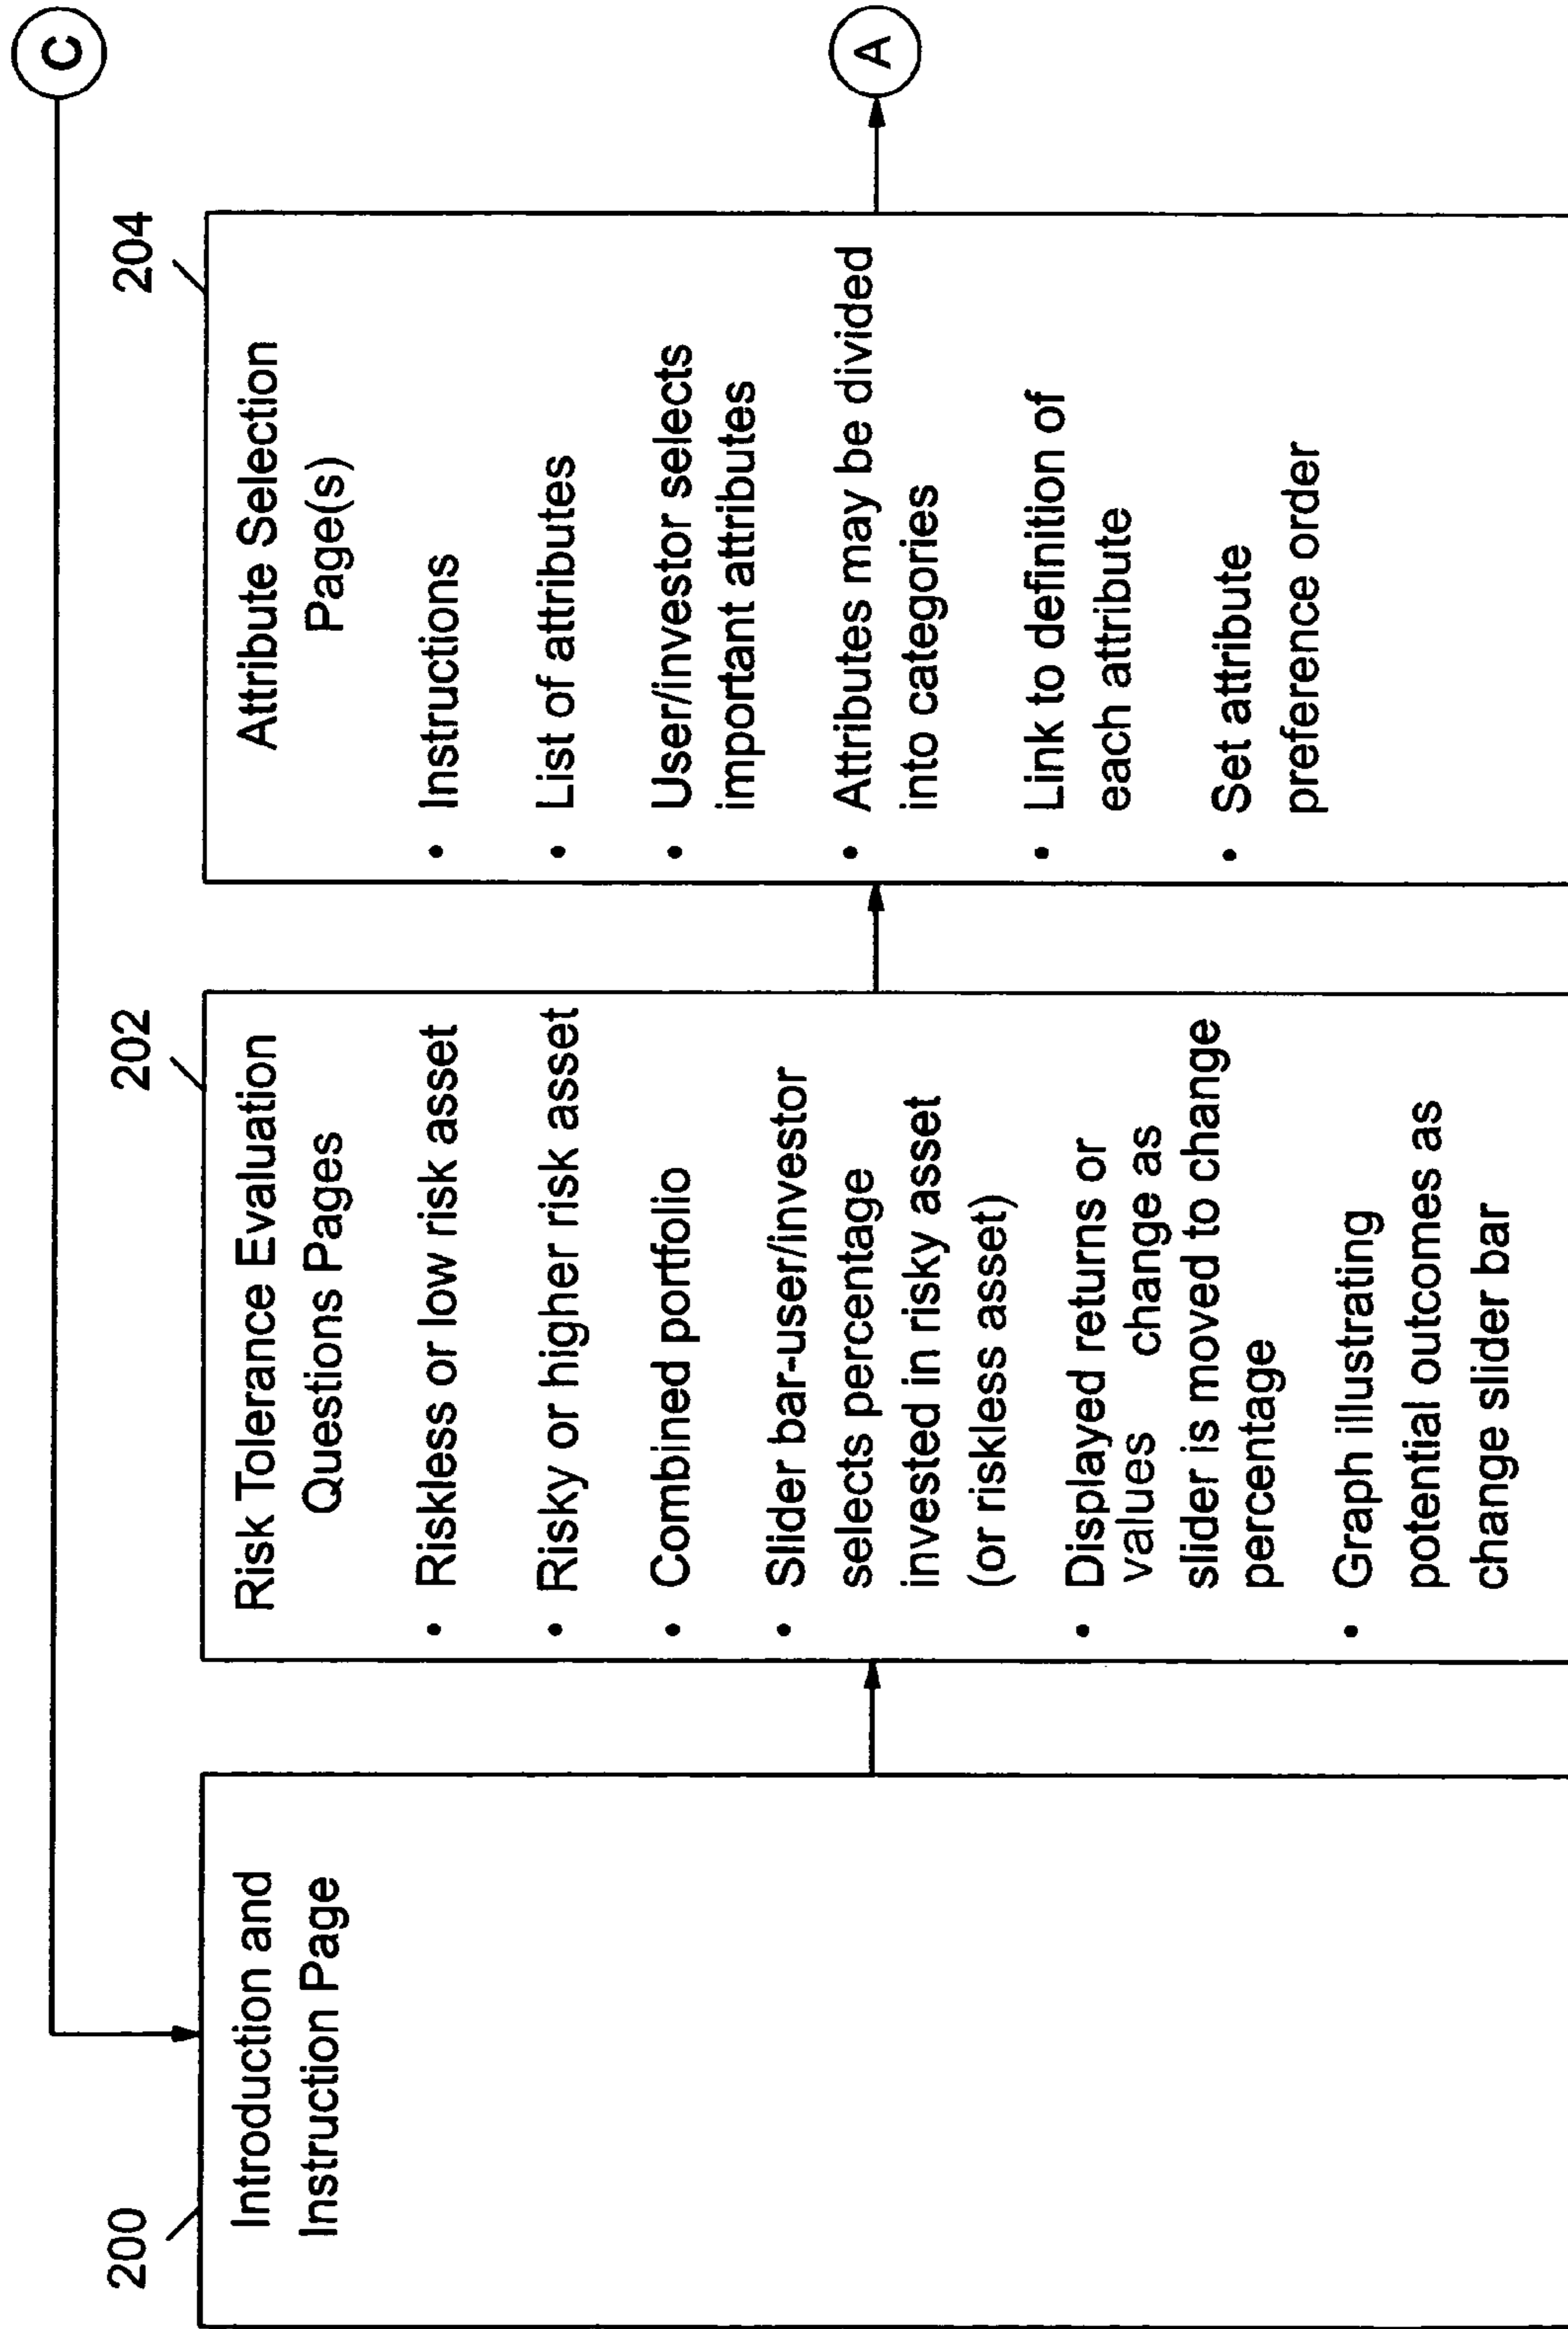 C
200
Introduction and
Instruction Page
202
Risk Tolerance Evaluation
Questions Pages
• Riskless or low risk asset
• Risky or higher risk asset
• Combined portfolio
• Slider bar-user/investor
selects percentage
invested in risky asset
(or riskless asset)
• Displayed returns or
values change as
slider is moved to change
percentage
• Graph illustrating
potential outcomes as
change slider bar
204
Attribute Selection
Page(s)
• Instructions
• List of attributes
• User/investor selects
important attributes
• Attributes may be divided
into categories
• Link to definition of
each attribute
• Set attribute
preference order
A